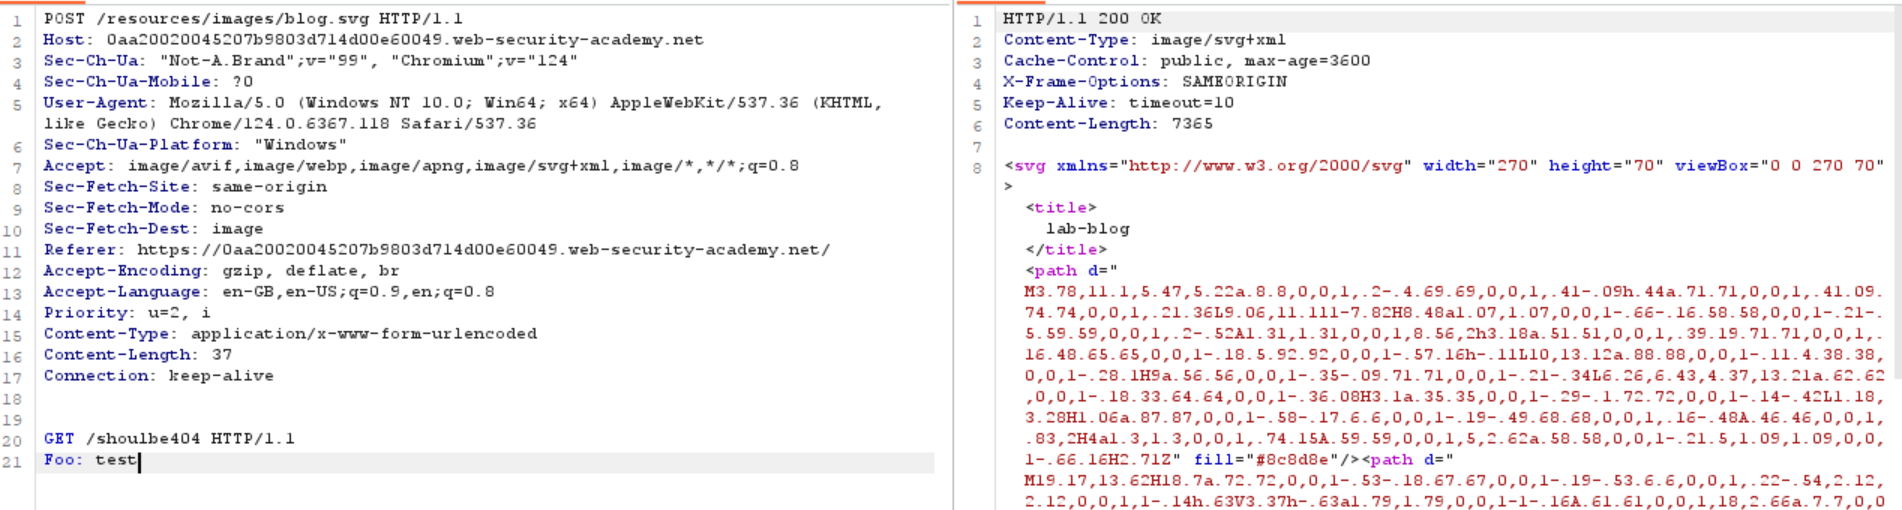 1 POST /resources/images/blog.svg HTTP/1.1
2 Host: 0aa20020045207b9803d714d00e60049.web-security-academy.net
3 Sec-Ch-Ua: "Not-A.Brand";v="99", "Chromium";v="124"
4 Sec-Ch-Ua-Mobile: ?0
5 User-Agent: Mozilla/5.0 (Windows NT 10.0; Win64; x64) AppleWebKit/537.36 (KHTML,
like Gecko) Chrome/124.0.6367.118 Safari/537.36
6 Sec-Ch-Ua-Platform: "Windows"
7 Accept: image/avif,image/webp,image/apng,image/svg+xml,image/*,*/*;q=0.8
8 Sec-Fetch-Site: same-origin
9 Sec-Fetch-Mode: no-cors
10 Sec-Fetch-Dest: image
11 Referer: https://0aa20020045207b9803d714d00e60049.web-security-academy.net/
12 Accept-Encoding: gzip, deflate, br
13 Accept-Language: en-GB,en-US;q=0.9,en;q=0.8
14 Priority: u=2, i
15 Content-Type: application/x-www-form-urlencoded
16 Content-Length: 37
17 Connection: keep-alive
18
19
20 GET /shoulbe404 HTTP/1.1
21 Foo: test
1 HTTP/1.1 200 OK
2 Content-Type: image/svg+xml
3 Cache-Control: public, max-age=3600
4 X-Frame-Options: SAMEORIGIN
5 Keep-Alive: timeout=10
6 Content-Length: 7365
7
8 <svg xmlns="http://www.w3.org/2000/svg" width="270" height="70" viewBox="0 0 270 70"
>
<title>
lab-blog
</title>
<path d="
M3.78,11.1,5.47,5.22a.8.8,0,0,1,.2-.4.69.69,0,0,1,.41-.09h.44a.71.71,0,0,1,.41.09.
74.74,0,0,1,.21.36L9.06,11.111-7.82H8.48a1.07,1.07,0,0,1-.66-.16.58.58,0,0,1-.21-.
5.59.59,0,0,1,.2-.52A1.31,1.31,0,0,1,8.56,2h3.18a.51.51,0,0,1,.39.19.71.71,0,0,1,.
16.48.65.65,0,0,1-.18.5.92.92,0,0,1-.57.16h-.11L10,13.12a.88.88,0,0,1-.11.4.38.38,
0,0,1-.28.1H9a.56.56,0,0,1-.35-.09.71.71,0,0,1-.21-.34L6.26,6.43,4.37,13.21a.62.62
,0,0,1-.18.33.64.64,0,0,1-.36.08H3.1a.35.35,0,0,1-.29-.1.72.72,0,0,1-.14-.42L1.18,
3.28H1.06a.87.87,0,0,1-.58-.17.6.6,0,0,1-.19-.49.68.68,0,0,1,.16-.48A.46.46,0,0,1,
.83,2H4a1.3,1.3,0,0,1,.74.15A.59.59,0,0,1,5,2.62a.58.58,0,0,1-.21.5,1.09,1.09,0,0,
1-.66.16H2.71Z" fill="#8c8d8e"/><path d="
M19.17,13.62H18.7a.72.72,0,0,1-.53-.18.67.67,0,0,1-.19-.53.6.6,0,0,1,.22-.54,2.12,
2.12,0,0,1,1-.14h.63V3.37h-.63a1.79,1.79,0,0,1-1-.16A.61.61,0,0,1,18,2.66a.7.7,0,0